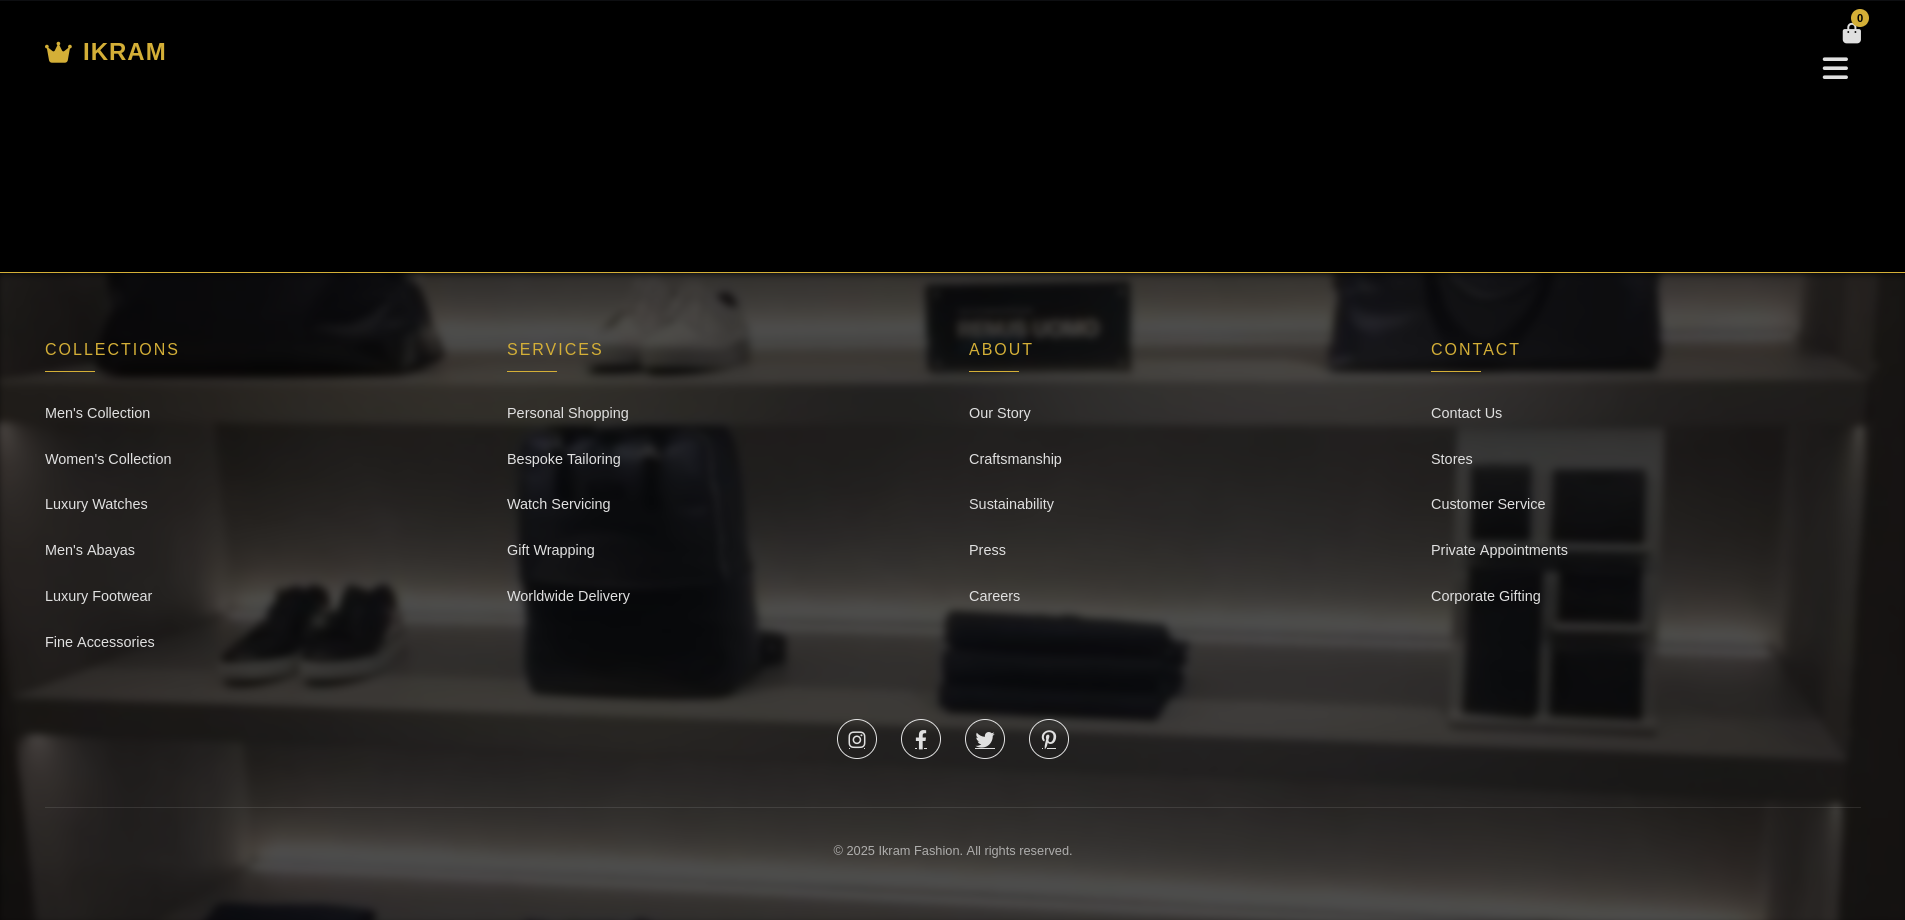 0
IKRAM
COLLECTIONS
Men's Collection
Women's Collection
Luxury Watches
Men's Abayas
Luxury Footwear
Fine Accessories
SERVICES
Personal Shopping
Bespoke Tailoring
Watch Servicing
Gift Wrapping
Worldwide Delivery
ABOUT
Our Story
Craftsmanship
Sustainability
Press
Careers
CONTACT
Contact Us
Stores
Customer Service
Private Appointments
Corporate Gifting
© 2025 Ikram Fashion. All rights reserved.